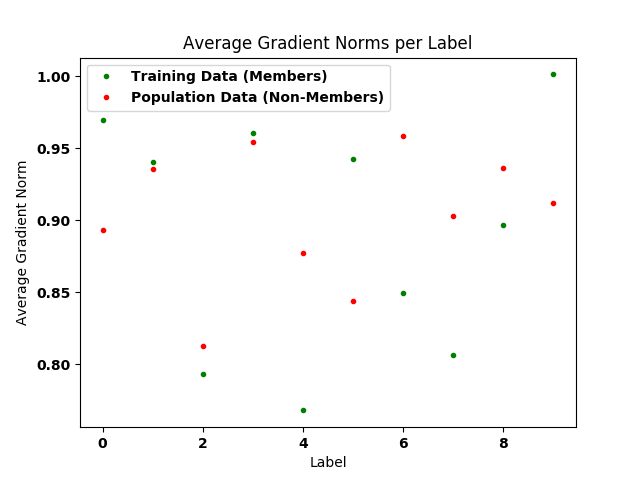 Average Gradient Norms per Label
Training Data (Members)
Population Data (Non-Members)
1.00
0.95
0.90
0.85
0.80
Average Gradient Norm
0 2 4 6 8
Label